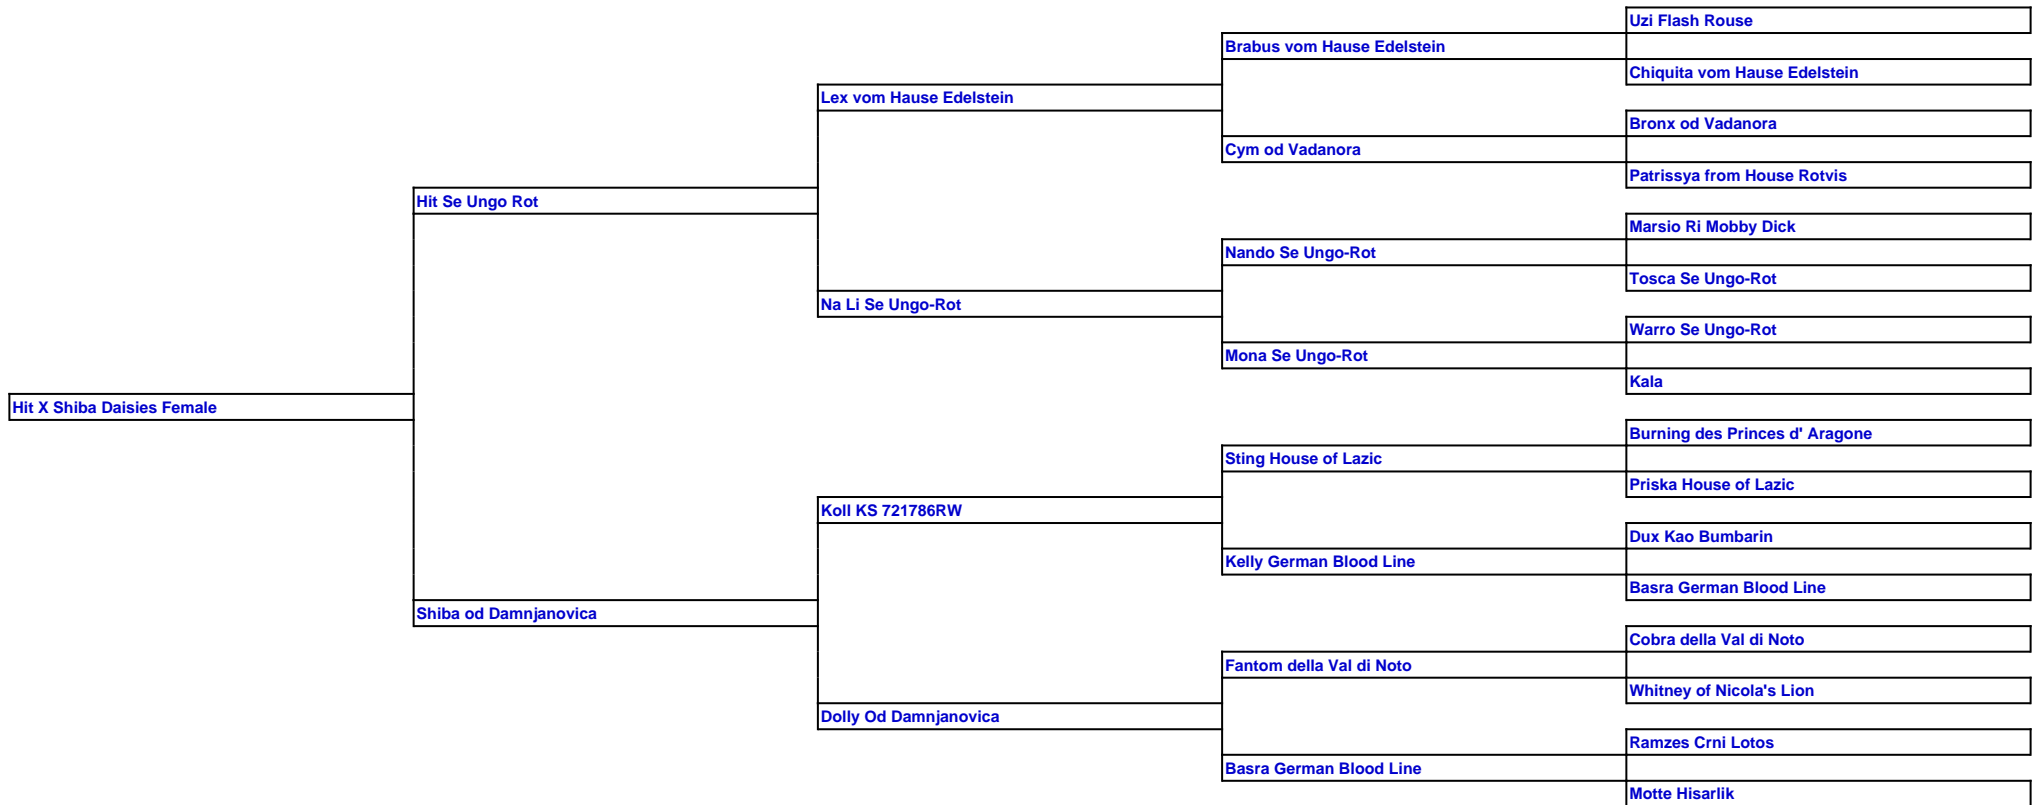 Uzi Flash Rouse
Brabus vom Hause Edelstein
Chiquita vom Hause Edelstein
Lex vom Hause Edelstein
Bronx od Vadanora
Cym od Vadanora
Patrissya from House Rotvis
Hit Se Ungo Rot
Marsio Ri Mobby Dick
Nando Se Ungo-Rot
Tosca Se Ungo-Rot
Na Li Se Ungo-Rot
Warro Se Ungo-Rot
Mona Se Ungo-Rot
Kala
Hit X Shiba Daisies Female
Burning des Princes d' Aragone
Sting House of Lazic
Priska House of Lazic
Koll KS 721786RW
Dux Kao Bumbarin
Kelly German Blood Line
Basra German Blood Line
Shiba od Damnjanovica
Cobra della Val di Noto
Fantom della Val di Noto
Whitney of Nicola's Lion
Dolly Od Damnjanovica
Ramzes Crni Lotos
Basra German Blood Line
Motte Hisarlik